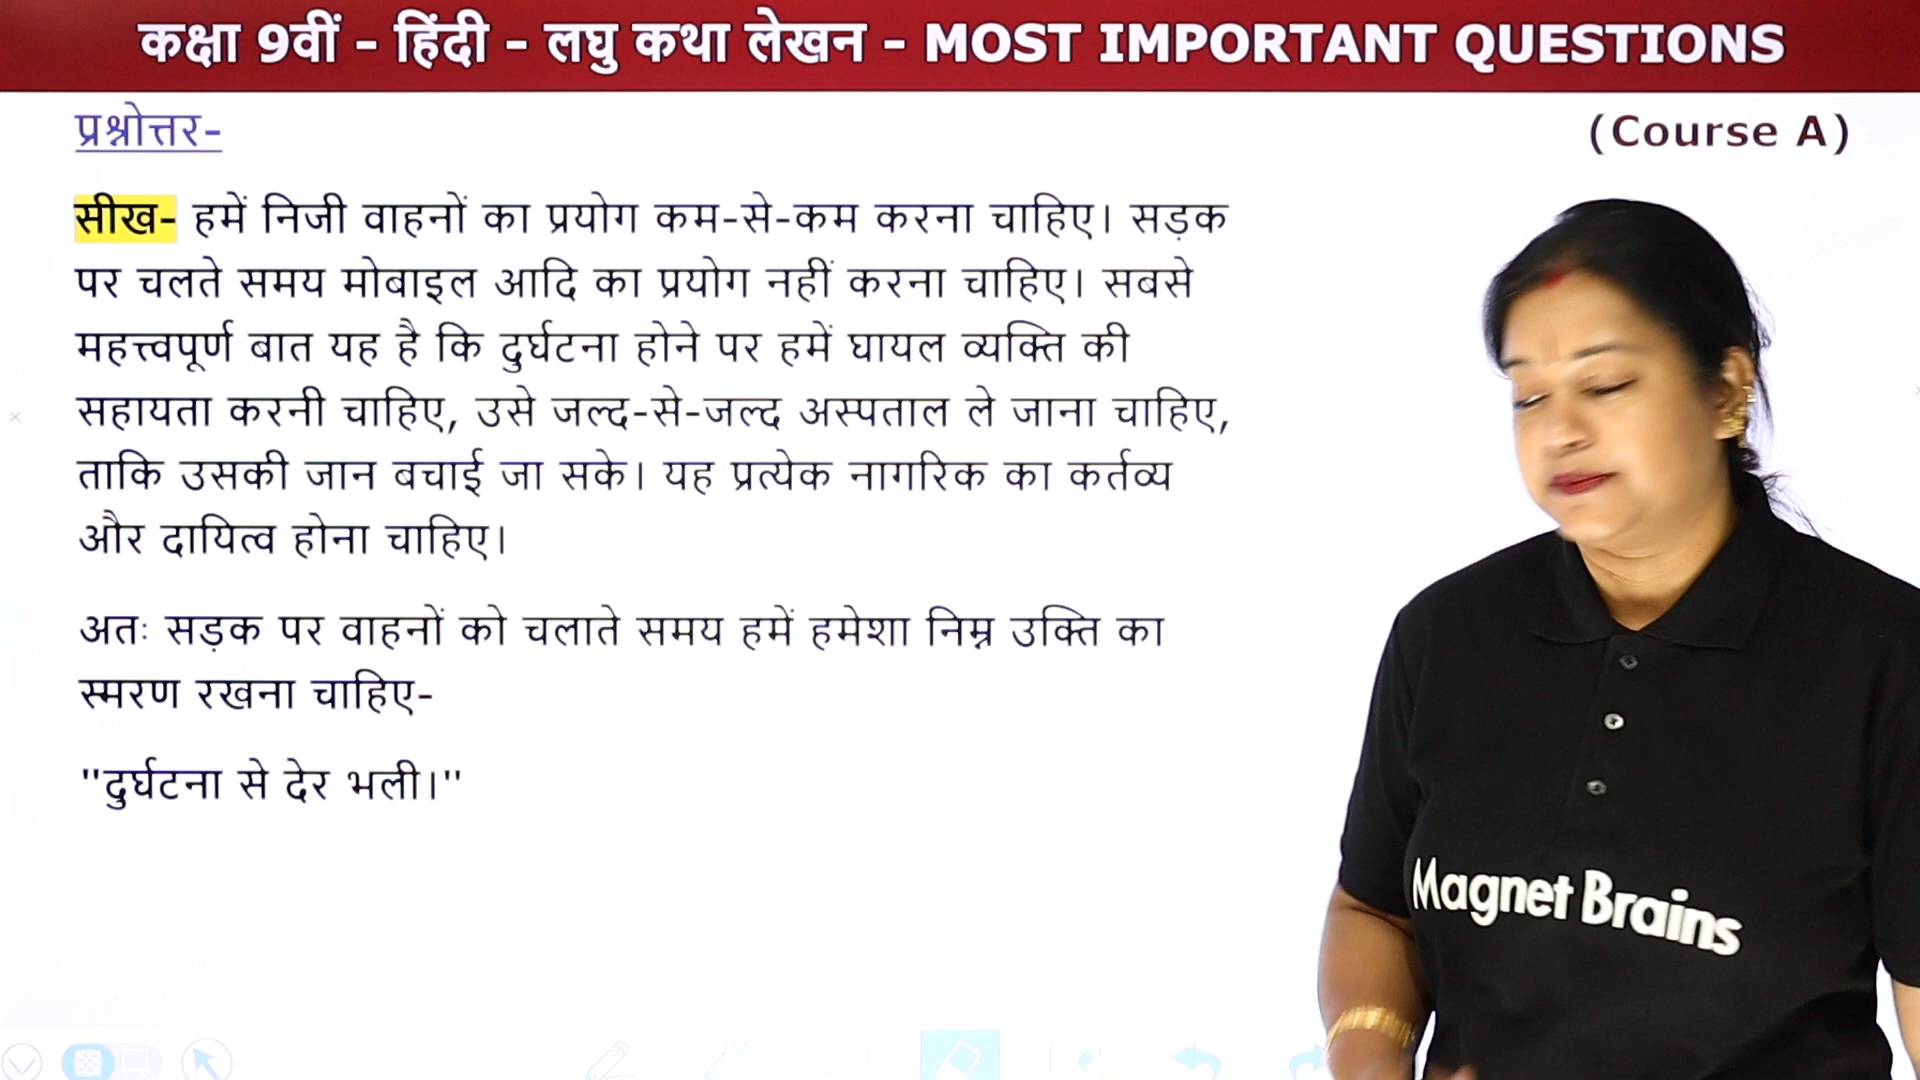 कक्षा 9वीं - हिंदी - लघु कथा लेखन - MOST IMPORTANT QUESTIONS
प्रश्नोत्तर-
(Course A)
सीख- हमें निजी वाहनों का प्रयोग कम-से-कम करना चाहिए। सड़क
पर चलते समय मोबाइल आदि का प्रयोग नहीं करना चाहिए। सबसे
महत्त्वपूर्ण बात यह है कि दुर्घटना होने पर हमें घायल व्यक्ति की
सहायता करनी चाहिए, उसे जल्द-से-जल्द अस्पताल ले जाना चाहिए,
ताकि उसकी जान बचाई जा सके। यह प्रत्येक नागरिक का कर्तव्य
और दायित्व होना चाहिए।
अतः सड़क पर वाहनों को चलाते समय हमें हमेशा निम्न उक्ति का
स्मरण रखना चाहिए-
"दुर्घटना से देर भली।"
Magnet Brains